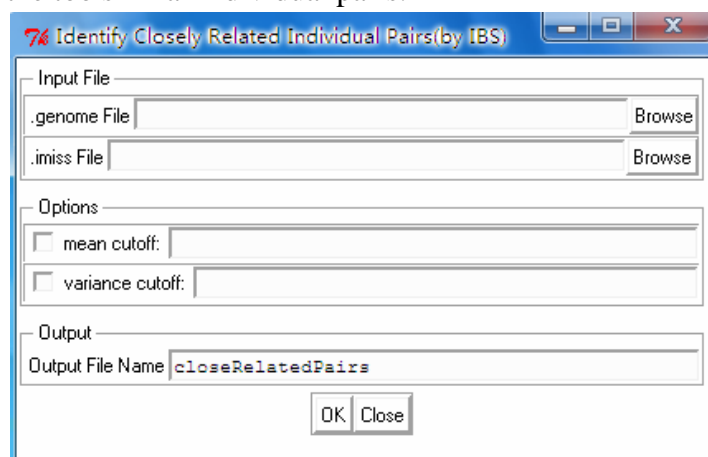 Identify Closely Related Individual Pairs(by IBS)
Input File
.genome File Browse
.imiss File Browse
Options
mean cutoff:
variance cutoff:
Output
Output File Name closeRelatedPairs
OK Close